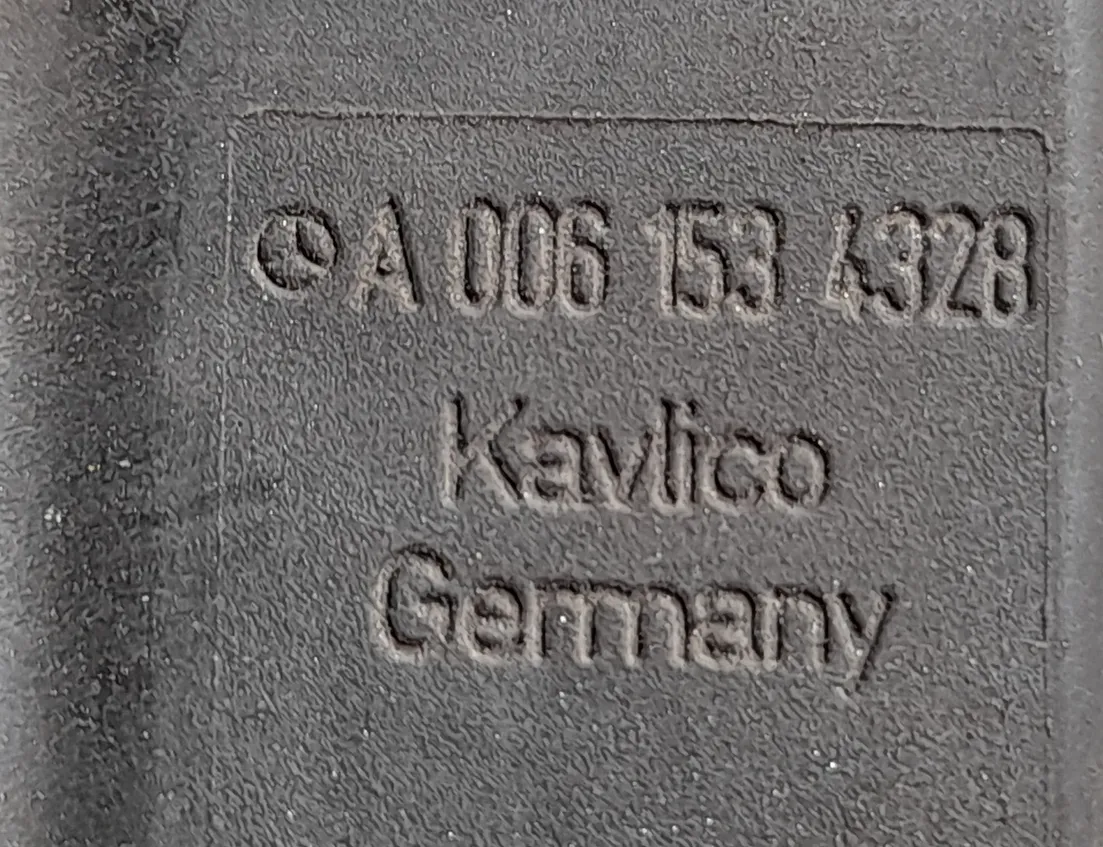 A 006 153 4328
Kavlico
Germany